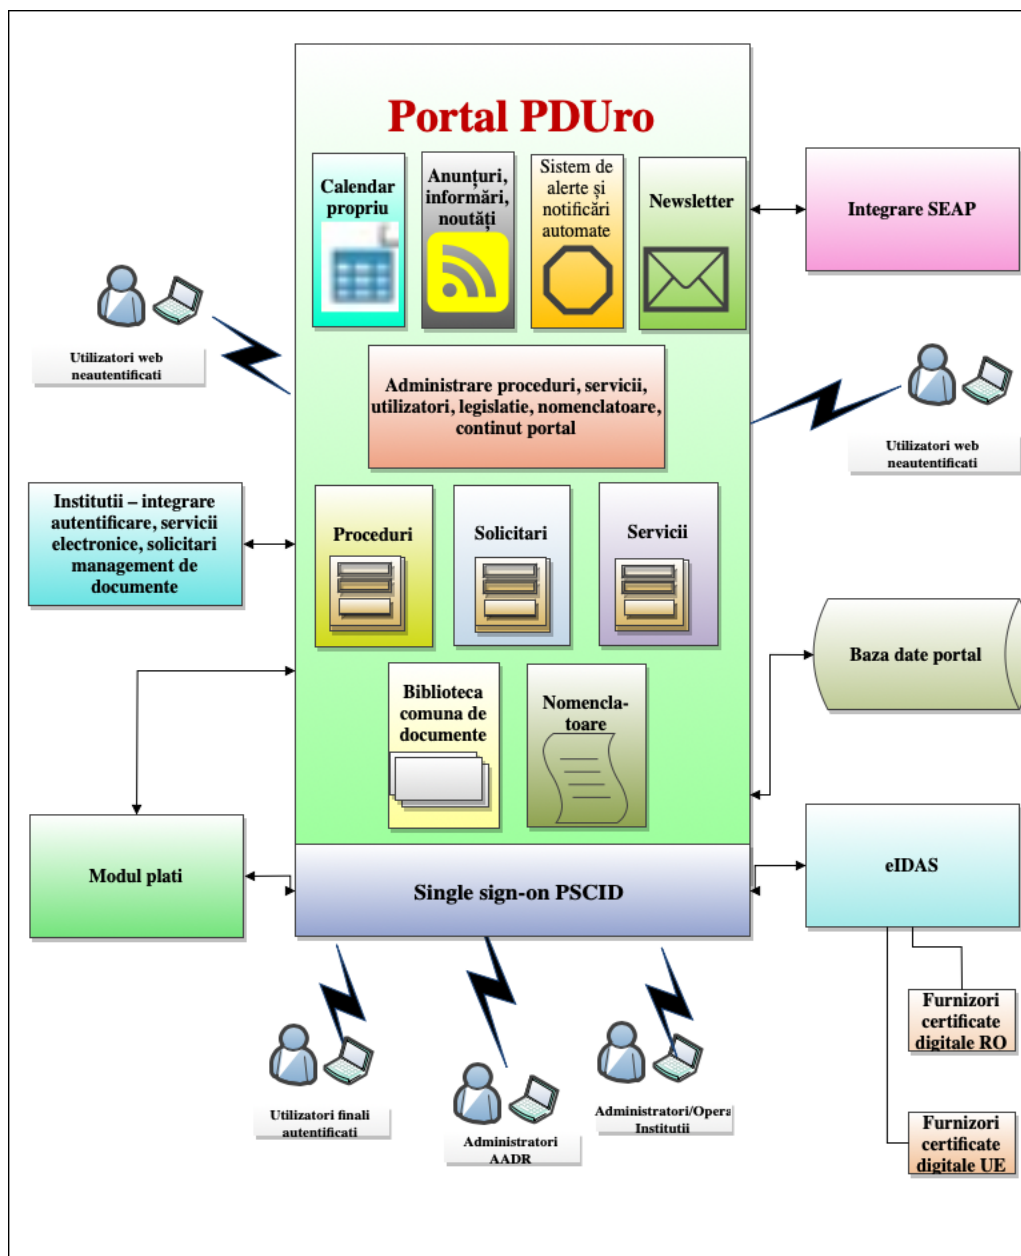 Portal PDUro
Calendar
propriu
Anunțuri,
informări,
noutăți
Sistem de
alerte și
notificări
automate
Newsletter
Integrare SEAP
Utilizatori web
neautentificati
Administrare proceduri, servicii,
utilizatori, legislatie, nomenclatoare,
continut portal
Utilizatori web
neautentificati
Institutii – integrare
autentificare, servicii
electronice, solicitari
management de
documente
Proceduri
Solicitari
Servicii
Baza date portal
Biblioteca
comuna de
documente
Nomencla-
toare
Modul plati
eIDAS
Single sign-on PSCID
Furnizori
certificate
digitale RO
Utilizatori finali
autentificati
Administratori
AADR
Administratori/Opera
Institutii
Furnizori
certificate
digitale UE